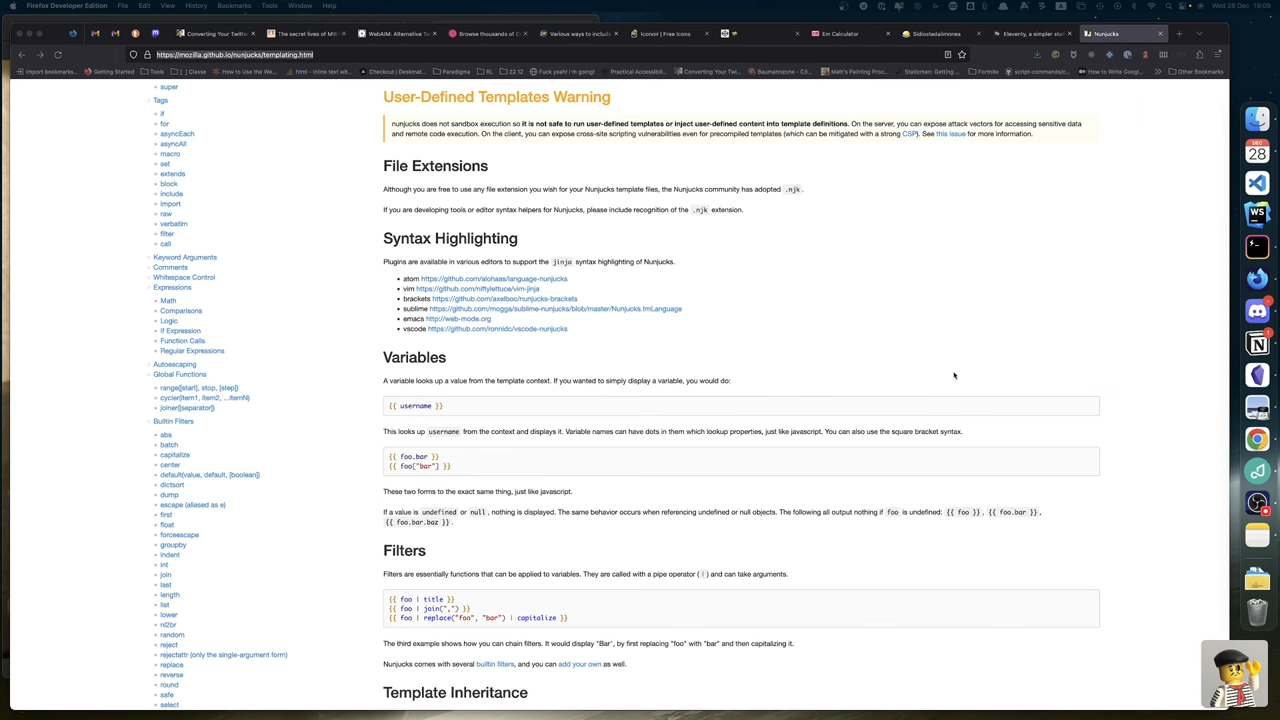 Firefox Developer Edition File Edit View History Bookmarks Tools Window Help
Wed 28 Dec 19:09
Converting Your Twitter
The secret lives of MIT
WebAIM: Alternative Te
Browse thousands of C
Various ways to include
Iconoir | Free Icons
Em Calculator
Sidiostedalimones
Eleventy, a simpler stat
Nunjucks
https://mozilla.github.io/nunjucks/templating.html
Import bookmarks...
Getting Started
Tools
[ ] Classe
How to Use the We...
html - inline text wit...
Checkout | Deskmat...
Paradigma
RL
22.12
Fuck yeah! I'm going!
Practical Accessibili...
Converting Your Twi...
Baumannzone - Có...
Matt's Painting Proc...
Statizman: Getting ...
Fortnite
script-commands/c...
How to Write Googl...
Other Bookmarks
super
Tags
if
for
asyncEach
asyncAll
macro
set
extends
block
include
import
raw
verbatim
filter
call
Keyword Arguments
Comments
Whitespace Control
Expressions
Math
Comparisons
Logic
If Expression
Function Calls
Regular Expressions
Autoescaping
Global Functions
range([start], stop, [step])
cycler(item1, item2, ...itemN)
joiner([separator])
Builtin Filters
abs
batch
capitalize
center
default(value, default, [boolean])
dictsort
dump
escape (aliased as e)
first
float
forceescape
groupby
indent
int
join
last
length
list
lower
nl2br
random
reject
rejectattr (only the single-argument form)
replace
reverse
round
safe
select
User-Defined Templates Warning
nunjucks does not sandbox execution so it is not safe to run user-defined templates or inject user-defined content into template definitions. On the server, you can expose attack vectors for accessing sensitive data
and remote code execution. On the client, you can expose cross-site scripting vulnerabilities even for precompiled templates (which can be mitigated with a strong CSP). See this issue for more information.
File Extensions
Although you are free to use any file extension you wish for your Nunjucks template files, the Nunjucks community has adopted .njk.
If you are developing tools or editor syntax helpers for Nunjucks, please include recognition of the .njk extension.
Syntax Highlighting
Plugins are available in various editors to support the jinja syntax highlighting of Nunjucks.
atom https://github.com/alohaas/language-nunjucks
vim https://github.com/niftylettuce/vim-jinja
brackets https://github.com/axelboc/nunjucks-brackets
sublime https://github.com/mogga/sublime-nunjucks/blob/master/Nunjucks.tmLanguage
emacs http://web-mode.org
vscode https://github.com/ronnidc/vscode-nunjucks
Variables
A variable looks up a value from the template context. If you wanted to simply display a variable, you would do:
{{ username }}
This looks up username from the context and displays it. Variable names can have dots in them which lookup properties, just like javascript. You can also use the square bracket syntax.
{{ foo.bar }}
{{ foo["bar"] }}
These two forms to the exact same thing, just like javascript.
If a value is undefined or null, nothing is displayed. The same behavior occurs when referencing undefined or null objects. The following all output nothing if foo is undefined: {{ foo }}, {{ foo.bar }},
{{ foo.bar.baz }}.
Filters
Filters are essentially functions that can be applied to variables. They are called with a pipe operator (|) and can take arguments.
{{ foo | title }}
{{ foo | join(",") }}
{{ foo | replace("foo", "bar") | capitalize }}
The third example shows how you can chain filters. It would display "Bar", by first replacing "foo" with "bar" and then capitalizing it.
Nunjucks comes with several builtin filters, and you can add your own as well.
Template Inheritance
DEC
28
WS
1